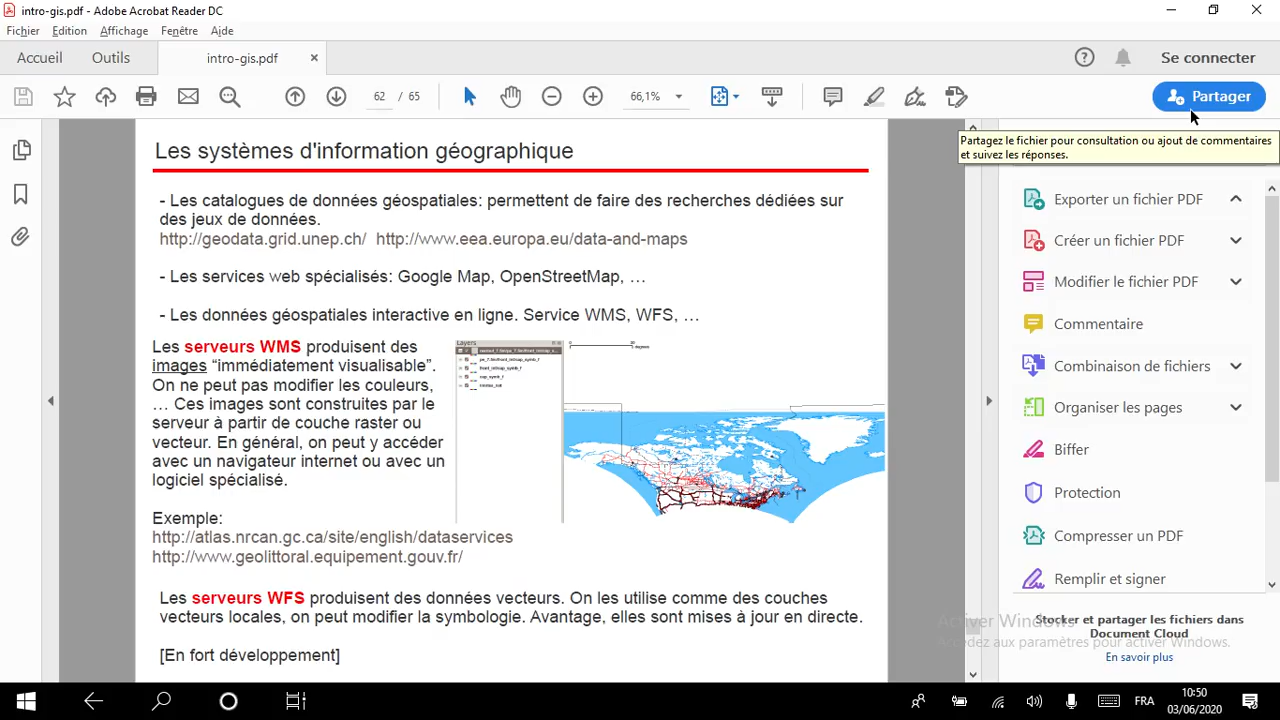 intro-gis.pdf - Adobe Acrobat Reader DC
Fichier Edition Affichage Fenêtre Aide
Accueil Outils intro-gis.pdf × Se connecter
62 / 65 66,1% Partager
Partagez le fichier pour consultation ou ajout de commentaires
et suivez les réponses.
Les systèmes d'information géographique
- Les catalogues de données géospatiales: permettent de faire des recherches dédiées sur
des jeux de données.
http://geodata.grid.unep.ch/ http://www.eea.europa.eu/data-and-maps
- Les services web spécialisés: Google Map, OpenStreetMap, …
- Les données géospatiales interactive en ligne. Service WMS, WFS, …
Les serveurs WMS produisent des
images “immédiatement visualisable”.
On ne peut pas modifier les couleurs,
… Ces images sont construites par le
serveur à partir de couche raster ou
vecteur. En général, on peut y accéder
avec un navigateur internet ou avec un
logiciel spécialisé.
Layers
Exemple:
http://atlas.nrcan.gc.ca/site/english/dataservices
http://www.geolittoral.equipement.gouv.fr/
Les serveurs WFS produisent des données vecteurs. On les utilise comme des couches
vecteurs locales, on peut modifier la symbologie. Avantage, elles sont mises à jour en directe.
[En fort développement]
Exporter un fichier PDF
Créer un fichier PDF
Modifier le fichier PDF
Commentaire
Combinaison de fichiers
Organiser les pages
Biffer
Protection
Compresser un PDF
Remplir et signer
Stocker et partager les fichiers dans
Document Cloud
En savoir plus
Activer Windows
Accédez aux paramètres pour activer Windows.
FRA
10:50
03/06/2020